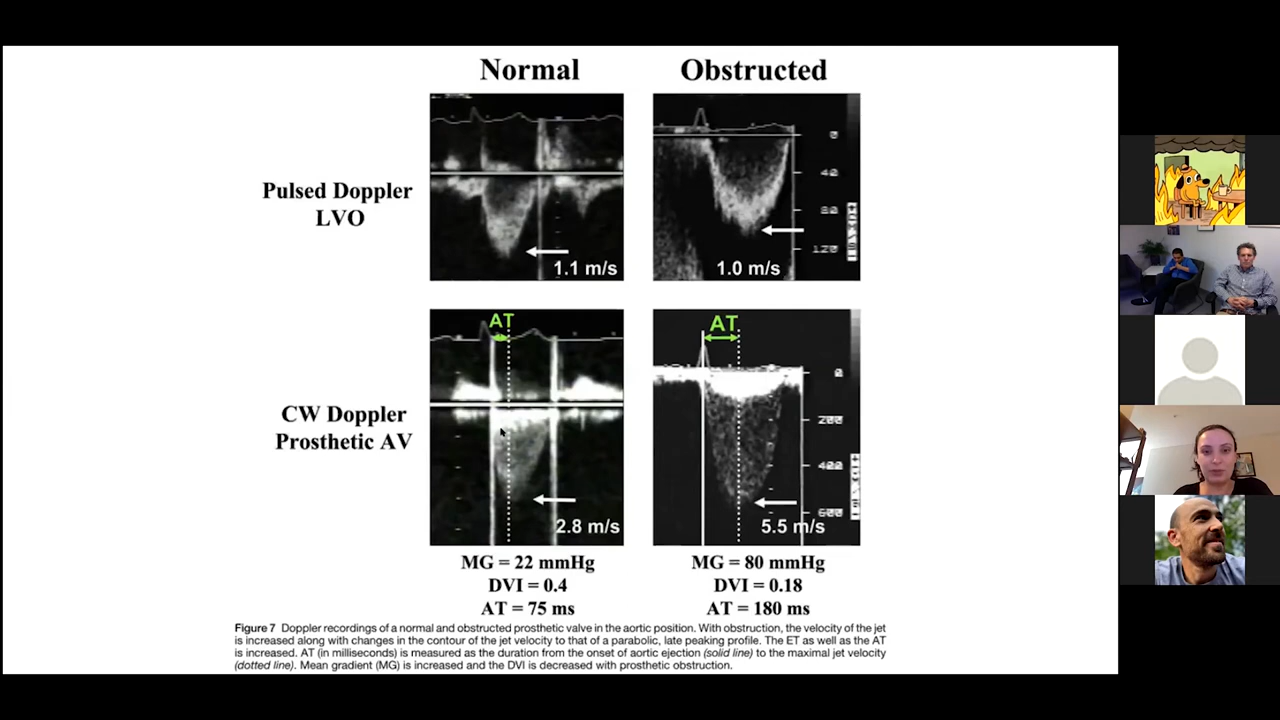 Normal
Obstructed
Pulsed Doppler
LVO
0
40
80
120
1.1 m/s
1.0 m/s
CW Doppler
Prosthetic AV
AT
AT
0
200
400
600
2.8 m/s
5.5 m/s
MG = 22 mmHg
DVI = 0.4
AT = 75 ms
MG = 80 mmHg
DVI = 0.18
AT = 180 ms
Figure 7 Doppler recordings of a normal and obstructed prosthetic valve in the aortic position. With obstruction, the velocity of the jet
is increased along with changes in the contour of the jet velocity to that of a parabolic, late peaking profile. The ET as well as the AT
is increased. AT (in milliseconds) is measured as the duration from the onset of aortic ejection (solid line) to the maximal jet velocity
(dotted line). Mean gradient (MG) is increased and the DVI is decreased with prosthetic obstruction.